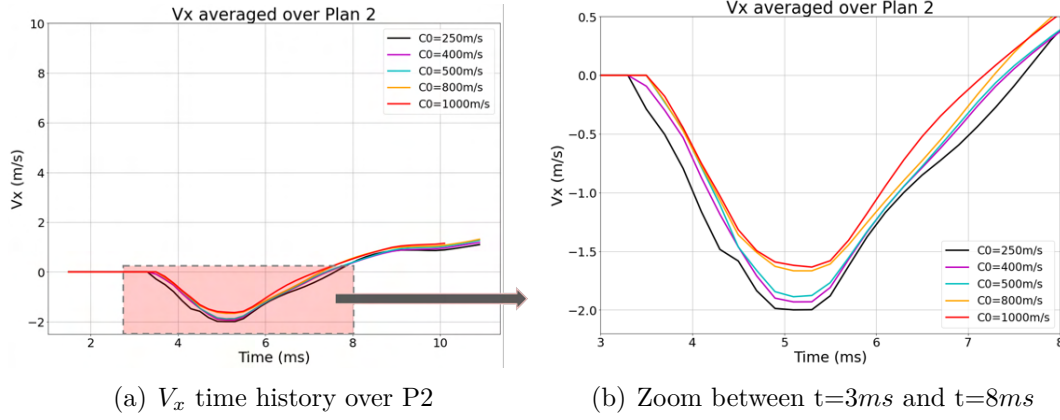 Vx averaged over Plan 2
10
8
6
4
2
0
−2
Vx (m/s)
2
4
6
8
10
Time (ms)
C0=250m/s
C0=400m/s
C0=500m/s
C0=800m/s
C0=1000m/s
(a) Vx time history over P2
Vx averaged over Plan 2
0.5
0.0
−0.5
−1.0
−1.5
−2.0
Vx (m/s)
3
4
5
6
7
8
Time (ms)
C0=250m/s
C0=400m/s
C0=500m/s
C0=800m/s
C0=1000m/s
(b) Zoom between t=3ms and t=8ms